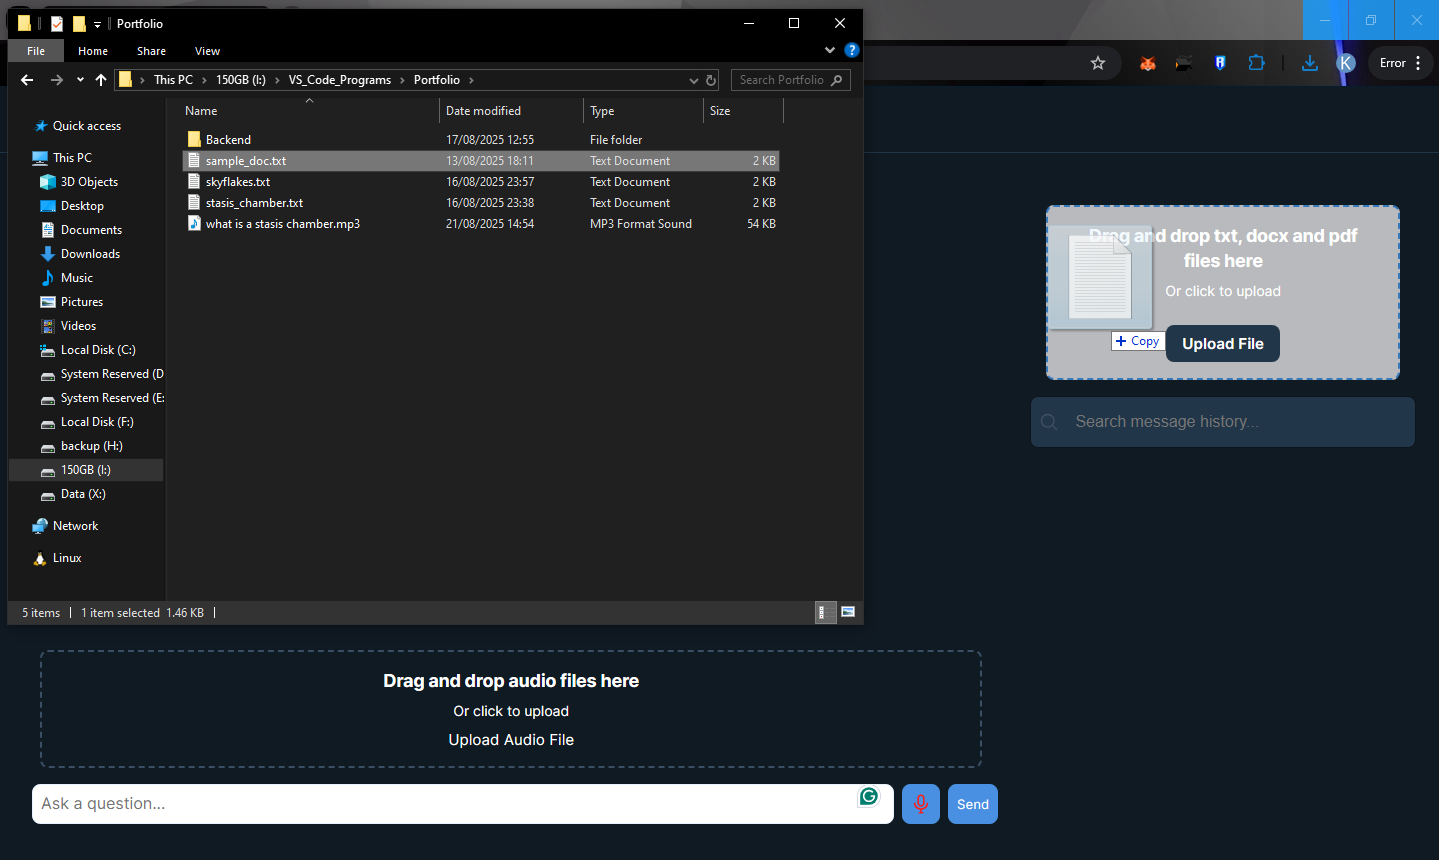 Portfolio
File Home Share View
This PC 150GB (I:) VS_Code_Programs Portfolio
Search Portfolio
Error
K
Quick access
This PC
3D Objects
Desktop
Documents
Downloads
Music
Pictures
Videos
Local Disk (C:)
System Reserved (D
System Reserved (E:
Local Disk (F:)
backup (H:)
150GB (I:)
Data (X:)
Network
Linux
Name Date modified Type Size
Backend 17/08/2025 12:55 File folder
sample_doc.txt 13/08/2025 18:11 Text Document 2 KB
skyflakes.txt 16/08/2025 23:57 Text Document 2 KB
stasis_chamber.txt 16/08/2025 23:38 Text Document 2 KB
what is a stasis chamber.mp3 21/08/2025 14:54 MP3 Format Sound 54 KB
5 items 1 item selected 1.46 KB
Drag and drop txt, docx and pdf
files here
Or click to upload
+ Copy
Upload File
Search message history...
Drag and drop audio files here
Or click to upload
Upload Audio File
Ask a question...
Send